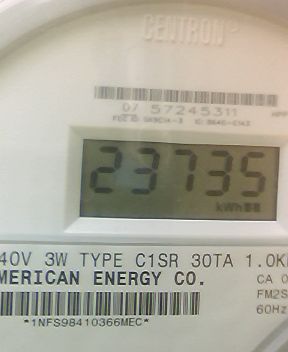 CENTRON
07 57245311
23735
kWh
40V 3W TYPE C1SR 30TA 1.0K
MERICAN ENERGY CO.
CA 0
FM2S
60Hz
*1NFS98410366MEC*